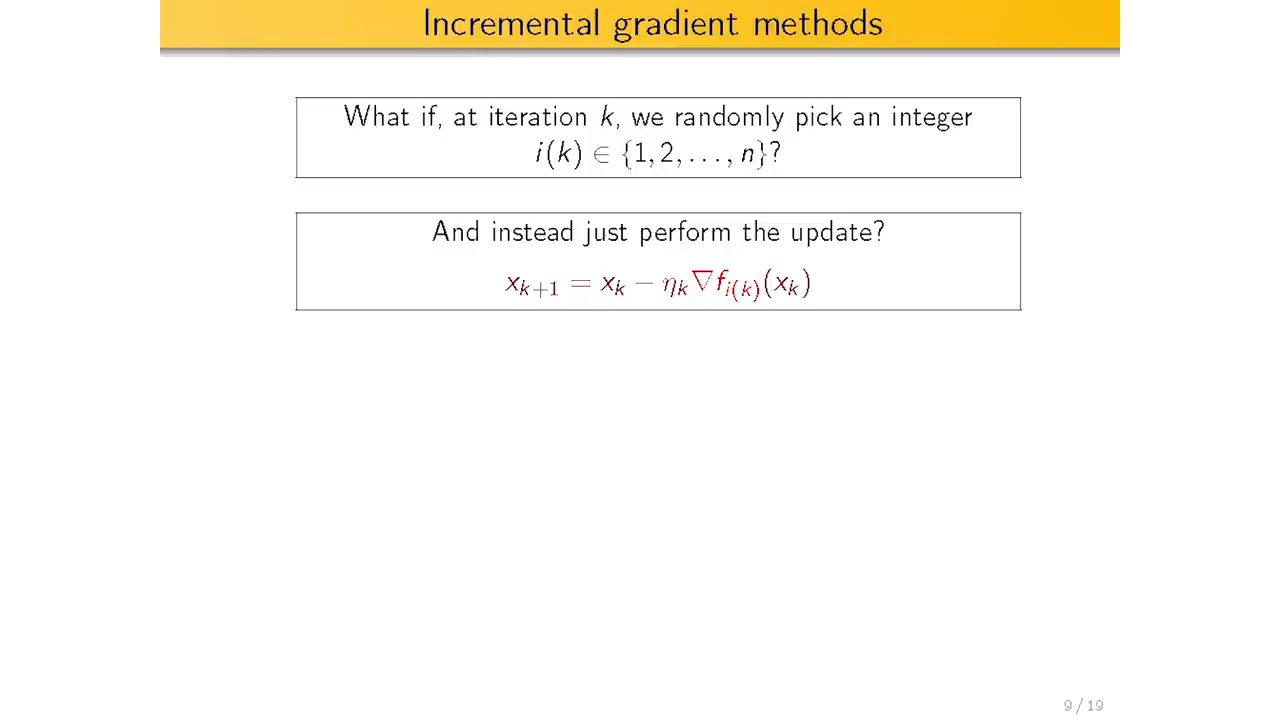 Incremental gradient methods
What if, at iteration k, we randomly pick an integer
i(k) ∈ {1, 2, . . . , n}?
And instead just perform the update?
x_{k+1} = x_k − η_k ∇f_{i(k)}(x_k)
9 / 19